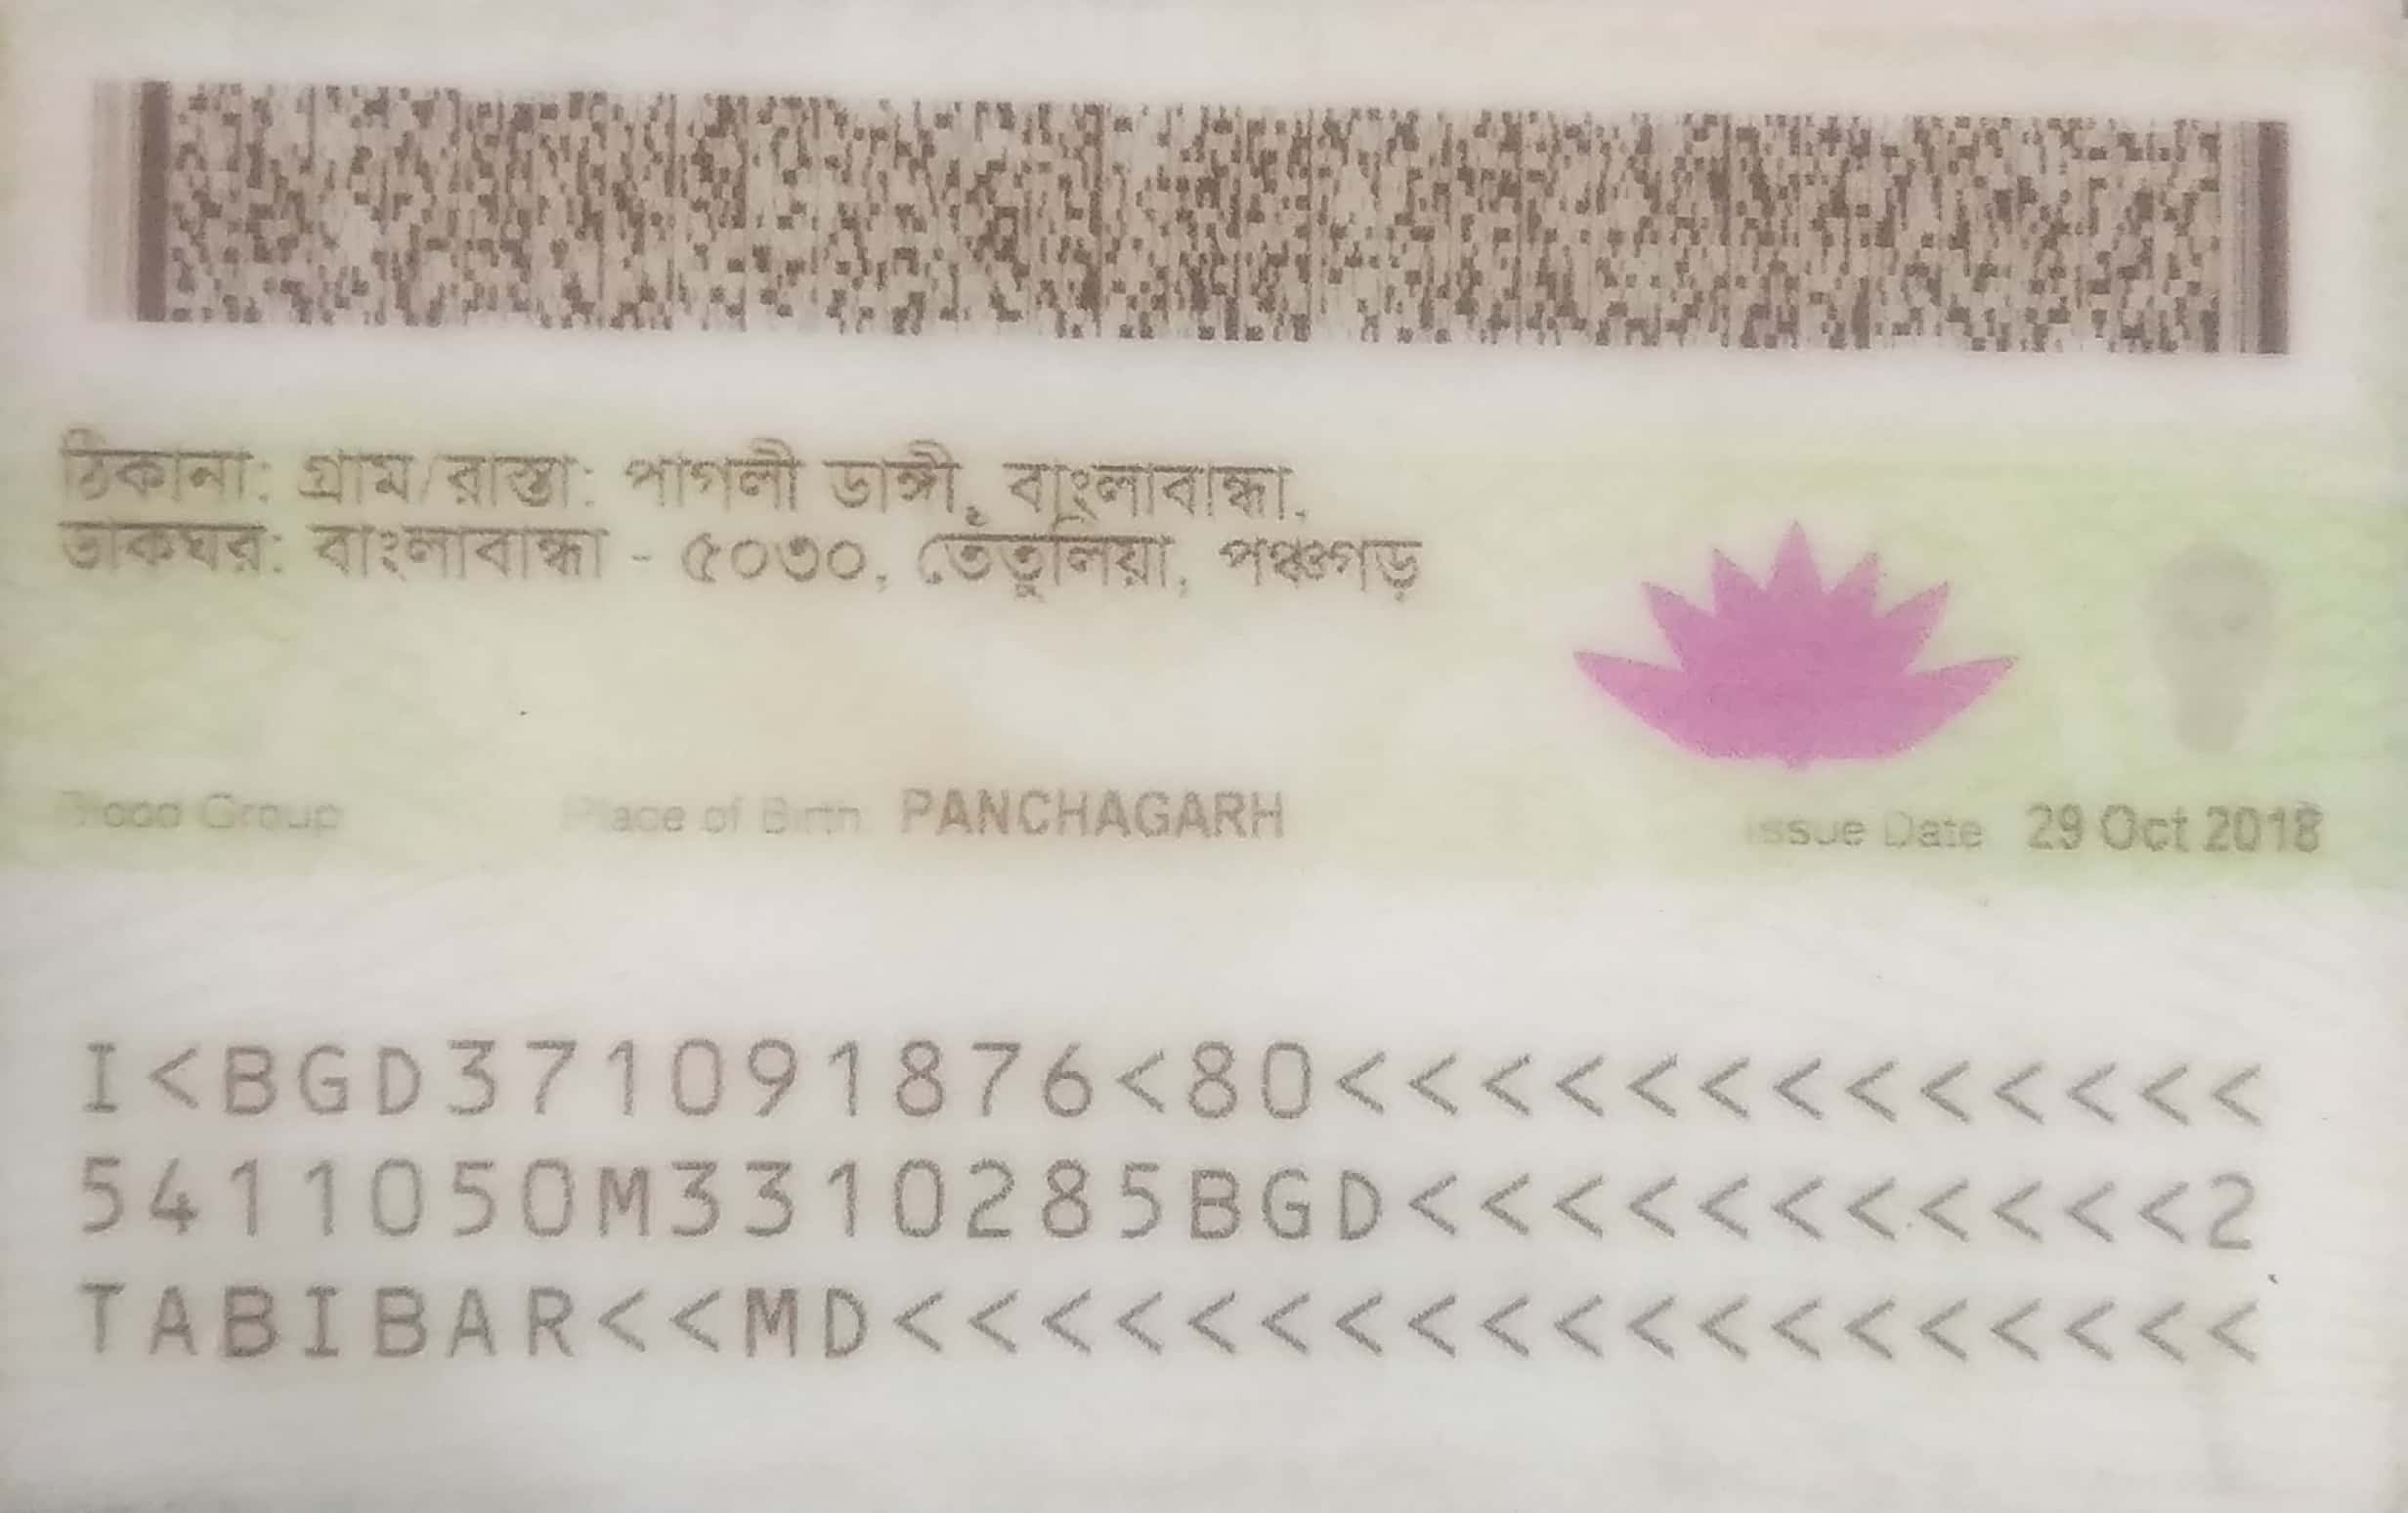 ঠিকানা: গ্রাম/রাস্তা: পাগলী ডাঙ্গী, বাংলাবান্ধা,
ডাকঘর: বাংলাবান্ধা - ৫০৩০, তেঁতুলিয়া, পঞ্চগড়
Blood Group Place of Birth PANCHAGARH Issue Date 29 Oct 2018
I<BGD371091876<80<<<<<<<<<<<<<
5411050M3310285BGD<<<<<<<<<<<2
TABIBAR<<MD<<<<<<<<<<<<<<<<<<<